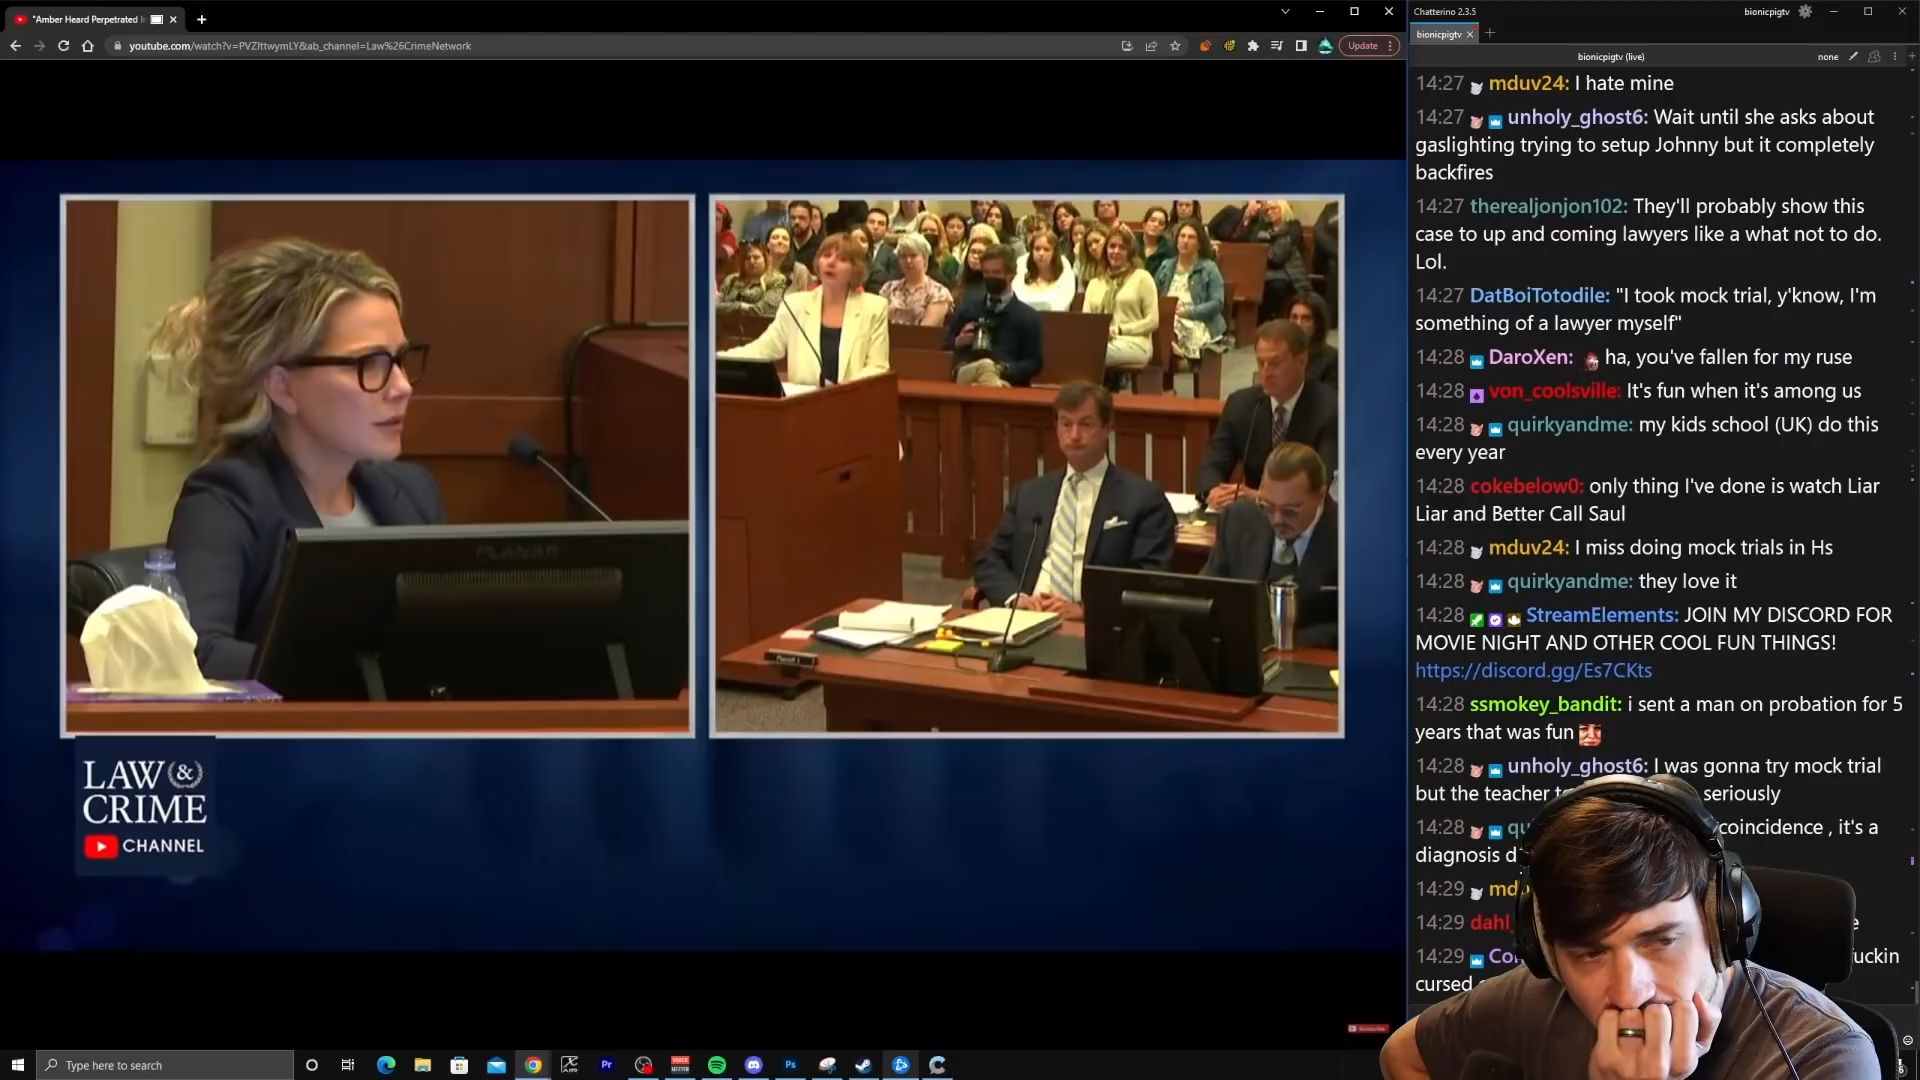 "Amber Heard Perpetrated I
youtube.com/watch?v=PVZIttwymLY&ab_channel=Law%26CrimeNetwork
Update
PLANAR
LAW &
CRIME
CHANNEL
Type here to search
Chatterino 2.3.5
bionicpigtv
bionicpigtv
bionicpigtv (live)
none
14:27 mduv24: I hate mine
14:27 unholy_ghost6: Wait until she asks about
gaslighting trying to setup Johnny but it completely
backfires
14:27 therealjonjon102: They'll probably show this
case to up and coming lawyers like a what not to do.
Lol.
14:27 DatBoiTotodile: "I took mock trial, y'know, I'm
something of a lawyer myself"
14:28 DaroXen: ha, you've fallen for my ruse
14:28 von_coolsville: It's fun when it's among us
14:28 quirkyandme: my kids school (UK) do this
every year
14:28 cokebelow0: only thing I've done is watch Liar
Liar and Better Call Saul
14:28 mduv24: I miss doing mock trials in Hs
14:28 quirkyandme: they love it
14:28 StreamElements: JOIN MY DISCORD FOR
MOVIE NIGHT AND OTHER COOL FUN THINGS!
https://discord.gg/Es7CKts
14:28 ssmokey_bandit: i sent a man on probation for 5
years that was fun
14:28 unholy_ghost6: I was gonna try mock trial
but the teacher t seriously
14:28 qu coincidence , it's a
diagnosis d
14:29 md
14:29 dahl e
14:29 Co uckin
cursed